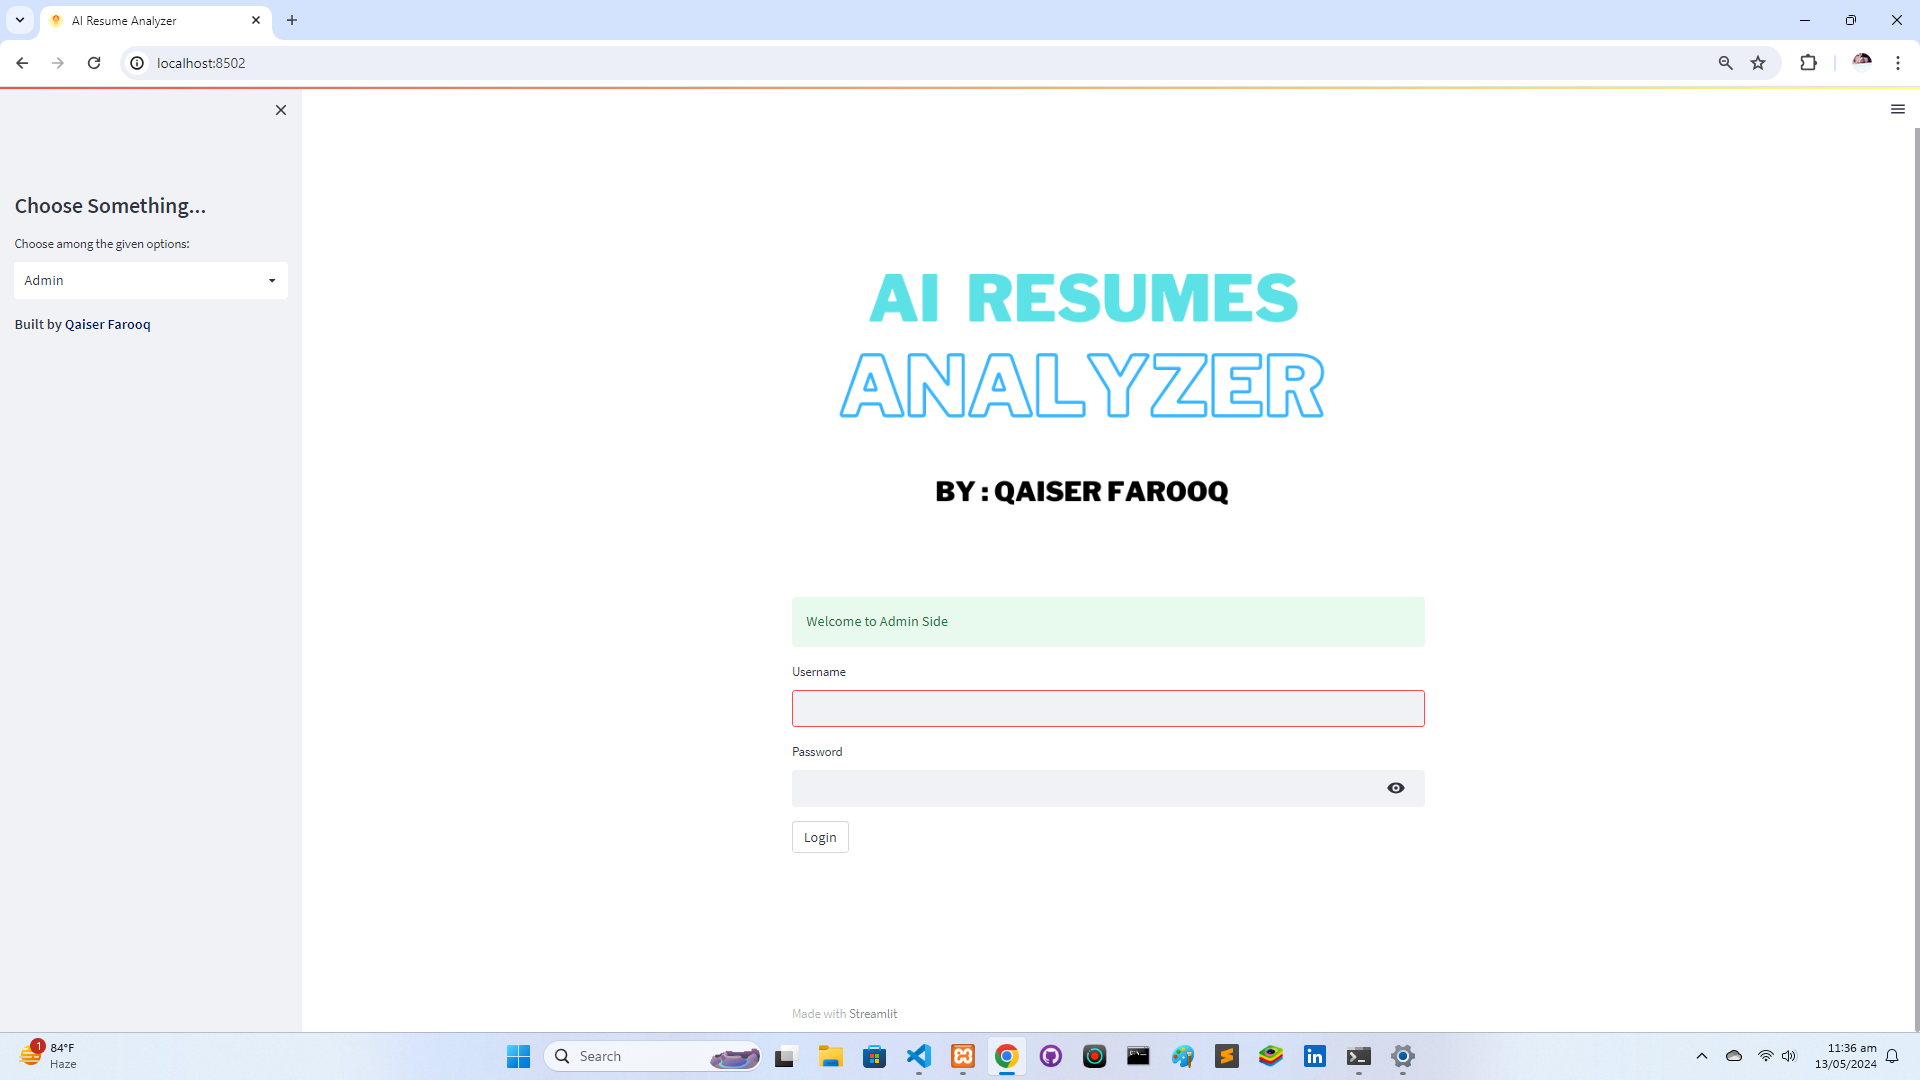 AI Resume Analyzer
localhost:8502
Choose Something...
Choose among the given options:
Admin
Built by Qaiser Farooq
AI RESUMES
ANALYZER
BY : QAISER FAROOQ
Welcome to Admin Side
Username
Password
Login
Made with Streamlit
1
84°F
Haze
Search
11:36 am
13/05/2024